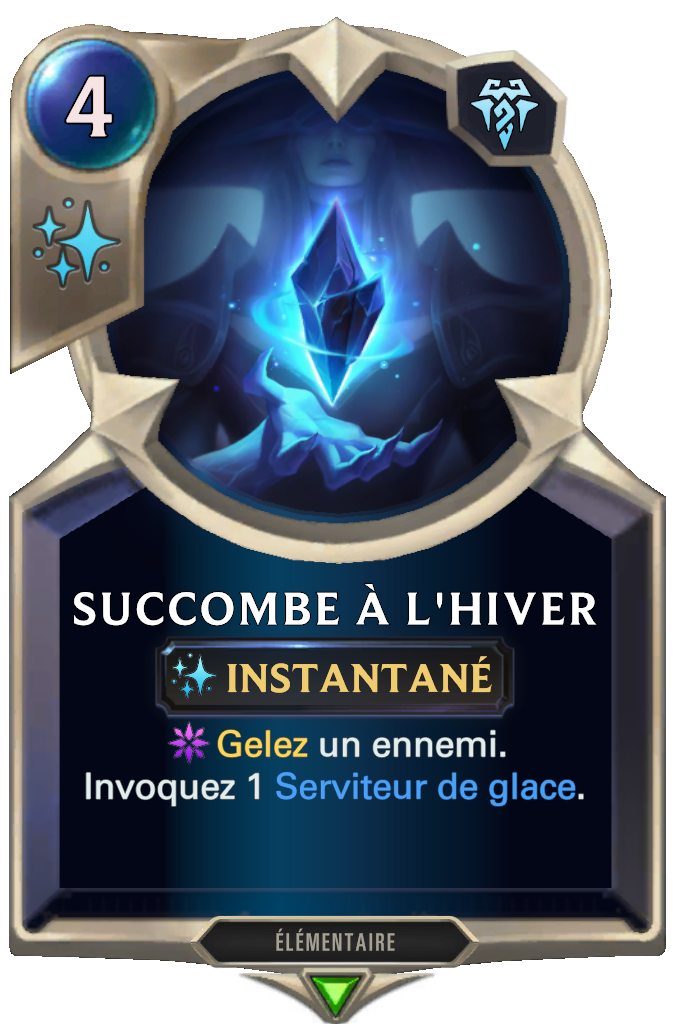 4
SUCCOMBE À L'HIVER
INSTANTANÉ
Gelez un ennemi.
Invoquez 1 Serviteur de glace.
ÉLÉMENTAIRE